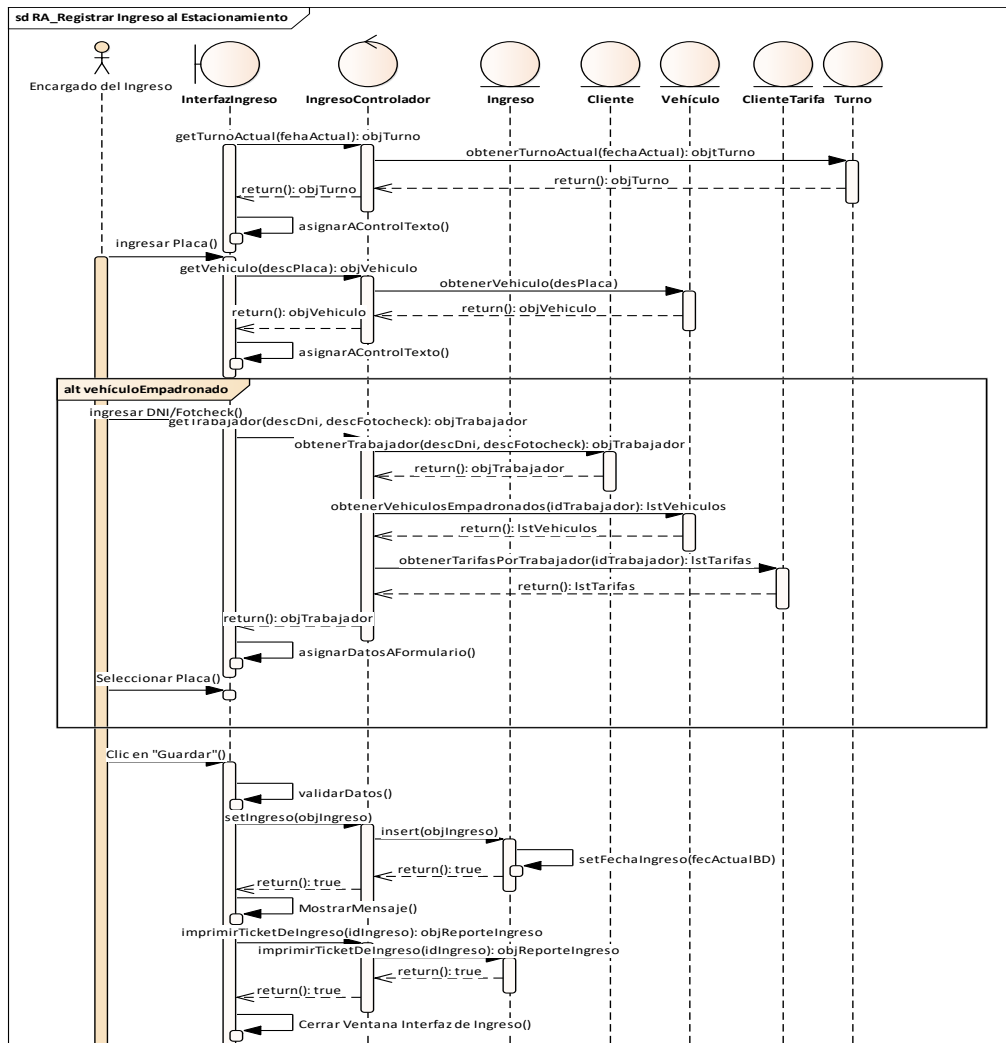 sd RA_Registrar Ingreso al Estacionamiento
Encargado del Ingreso
InterfazIngreso
IngresoControlador
Ingreso
Cliente
Vehículo
ClienteTarifa
Turno
getTurnoActual(fehaActual): objTurno
obtenerTurnoActual(fechaActual): objtTurno
return(): objTurno
return(): objTurno
asignarAControlTexto()
ingresar Placa()
getVehiculo(descPlaca): objVehiculo
obtenerVehiculo(desPlaca)
return(): objVehiculo
return(): objVehiculo
asignarAControlTexto()
alt vehículoEmpadronado
ingresar DNI/Fotcheck()
getTrabajador(descDni, descFotocheck): objTrabajador
obtenerTrabajador(descDni, descFotocheck): objTrabajador
return(): objTrabajador
obtenerVehiculosEmpadronados(idTrabajador): lstVehiculos
return(): lstVehiculos
obtenerTarifasPorTrabajador(idTrabajador): lstTarifas
return(): lstTarifas
return(): objTrabajador
asignarDatosAFormulario()
Seleccionar Placa()
Clic en "Guardar"()
validarDatos()
setIngreso(objIngreso)
insert(objIngreso)
setFechaIngreso(fecActualBD)
return(): true
return(): true
MostrarMensaje()
imprimirTicketDeIngreso(idIngreso): objReporteIngreso
imprimirTicketDeIngreso(idIngreso): objReporteIngreso
return(): true
return(): true
Cerrar Ventana Interfaz de Ingreso()